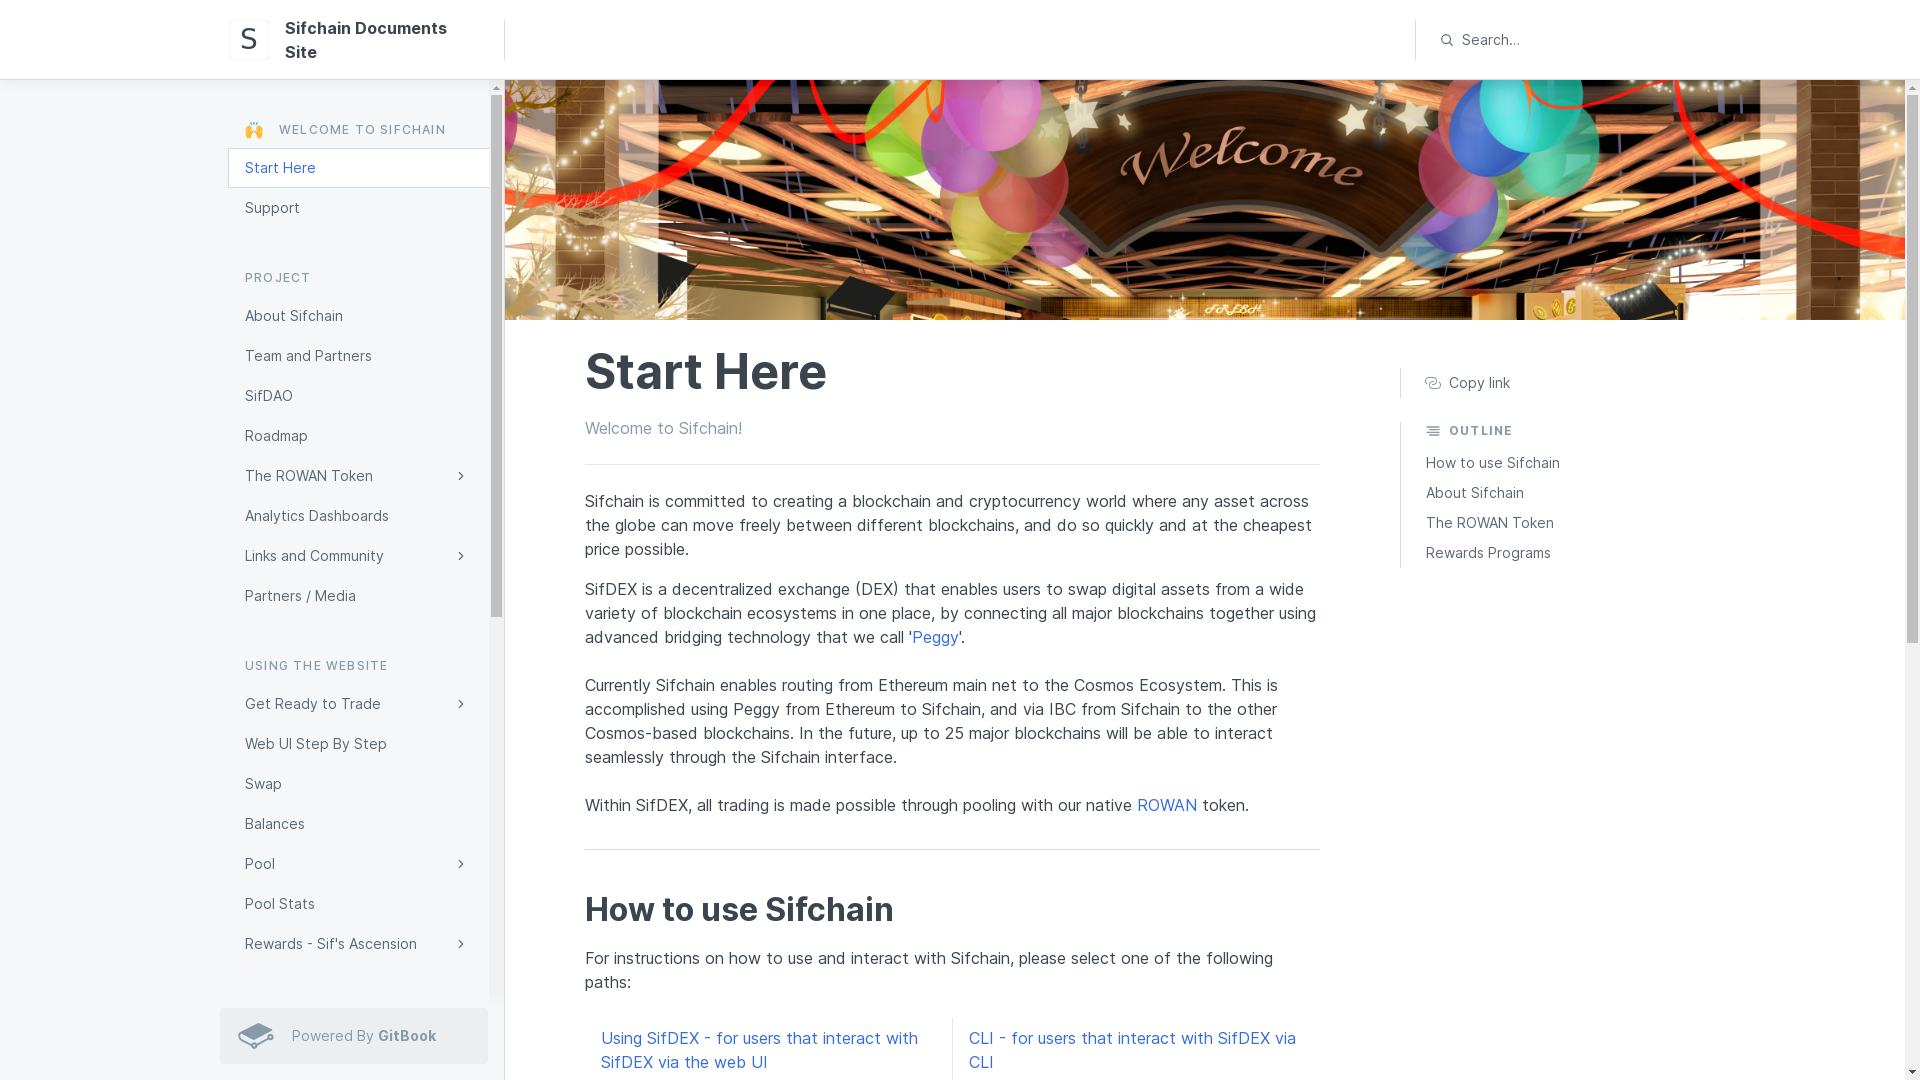 S
Sifchain Documents
Site
Search…
🙌 WELCOME TO SIFCHAIN
Start Here
Support
PROJECT
About Sifchain
Team and Partners
SifDAO
Roadmap
The ROWAN Token
Analytics Dashboards
Links and Community
Partners / Media
USING THE WEBSITE
Get Ready to Trade
Web UI Step By Step
Swap
Balances
Pool
Pool Stats
Rewards - Sif's Ascension
Powered By GitBook
Welcome
FRESH
Start Here
Welcome to Sifchain!
Sifchain is committed to creating a blockchain and cryptocurrency world where any asset across
the globe can move freely between different blockchains, and do so quickly and at the cheapest
price possible.
SifDEX is a decentralized exchange (DEX) that enables users to swap digital assets from a wide
variety of blockchain ecosystems in one place, by connecting all major blockchains together using
advanced bridging technology that we call 'Peggy'.
Currently Sifchain enables routing from Ethereum main net to the Cosmos Ecosystem. This is
accomplished using Peggy from Ethereum to Sifchain, and via IBC from Sifchain to the other
Cosmos-based blockchains. In the future, up to 25 major blockchains will be able to interact
seamlessly through the Sifchain interface.
Within SifDEX, all trading is made possible through pooling with our native ROWAN token.
How to use Sifchain
For instructions on how to use and interact with Sifchain, please select one of the following
paths:
Using SifDEX - for users that interact with
SifDEX via the web UI
CLI - for users that interact with SifDEX via
CLI
Copy link
OUTLINE
How to use Sifchain
About Sifchain
The ROWAN Token
Rewards Programs